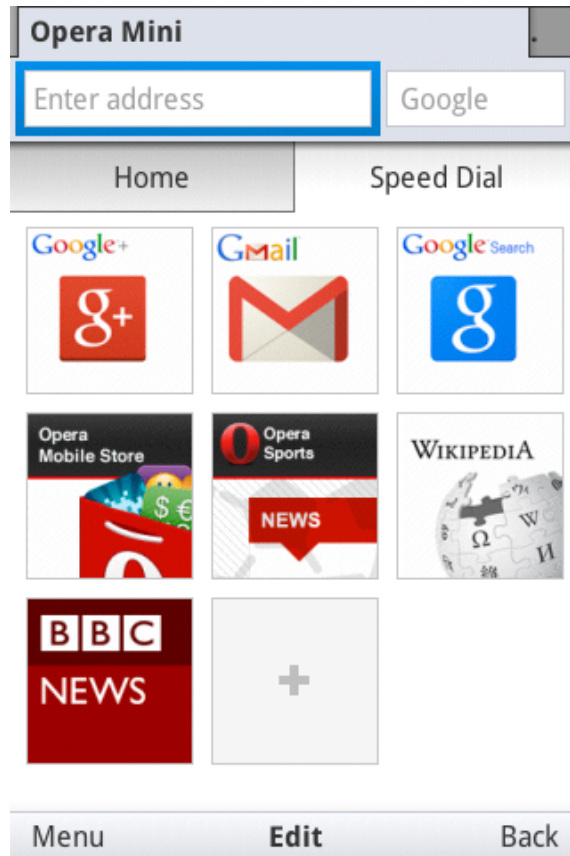 Opera Mini
.
Enter address
Google
Home
Speed Dial
Google+
g+
Gmail
Google Search
g
Opera
Mobile Store
$ €
Opera
Sports
NEWS
WIKIPEDIA
Ω W И
BBC
NEWS
+
Menu
Edit
Back